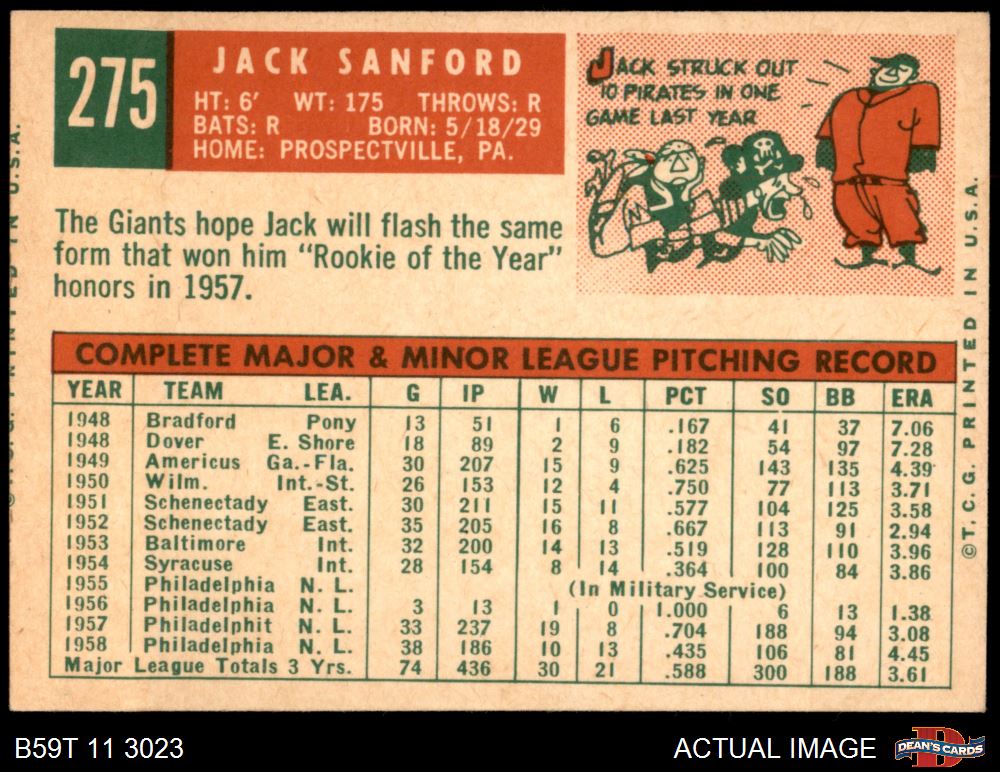 275
JACK SANFORD
HT: 6' WT: 175 THROWS: R
BATS: R BORN: 5/18/29
HOME: PROSPECTVILLE, PA.
JACK STRUCK OUT
10 PIRATES IN ONE
GAME LAST YEAR
The Giants hope Jack will flash the same
form that won him "Rookie of the Year"
honors in 1957.
COMPLETE MAJOR & MINOR LEAGUE PITCHING RECORD
YEAR TEAM LEA. G IP W L PCT SO BB ERA
1948 Bradford Pony 13 51 1 6 .167 41 37 7.06
1948 Dover E. Shore 18 89 2 9 .182 54 97 7.28
1949 Americus Ga.-Fla. 30 207 15 9 .625 143 135 4.39
1950 Wilm. Int.-St. 26 153 12 4 .750 77 113 3.71
1951 Schenectady East. 30 211 15 11 .577 104 125 3.58
1952 Schenectady East. 35 205 16 8 .667 113 91 2.94
1953 Baltimore Int. 32 200 14 13 .519 128 110 3.96
1954 Syracuse Int. 28 154 8 14 .364 100 84 3.86
1955 Philadelphia N. L. (In Military Service)
1956 Philadelphia N. L. 3 13 1 0 1.000 6 13 1.38
1957 Philadelphit N. L. 33 237 19 8 .704 188 94 3.08
1958 Philadelphia N. L. 38 186 10 13 .435 106 81 4.45
Major League Totals 3 Yrs. 74 436 30 21 .588 300 188 3.61
© T. C. G. PRINTED IN U. S. A.
U.S.A.
B59T 11 3023
ACTUAL IMAGE
D
DEAN'S CARDS